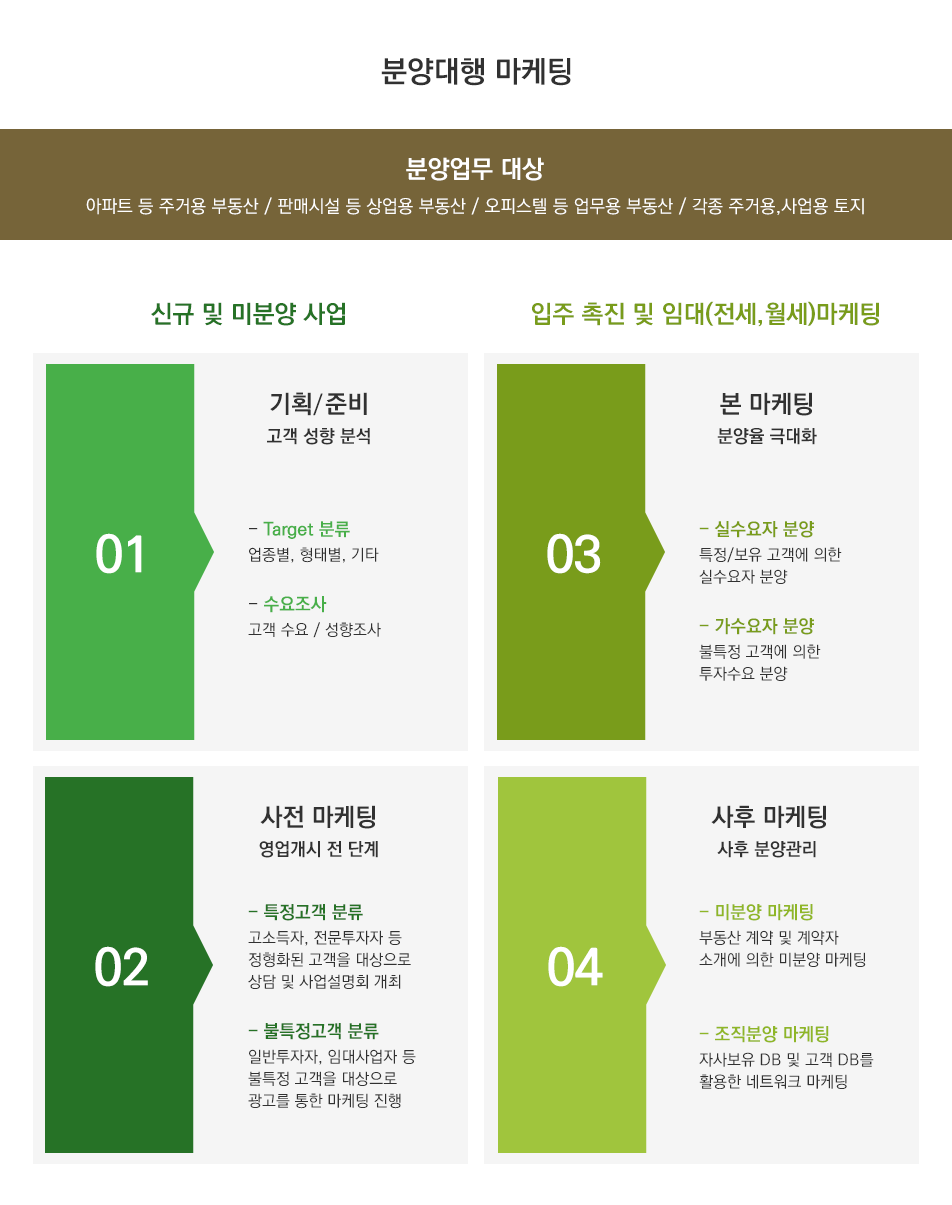 분양대행 마케팅
분양업무 대상
아파트 등 주거용 부동산 / 판매시설 등 상업용 부동산 / 오피스텔 등 업무용 부동산 / 각종 주거용,사업용 토지
신규 및 미분양 사업
01
기획/준비
고객 성향 분석
- Target 분류
업종별, 형태별, 기타
- 수요조사
고객 수요 / 성향조사
02
사전 마케팅
영업개시 전 단계
- 특정고객 분류
고소득자, 전문투자자 등
정형화된 고객을 대상으로
상담 및 사업설명회 개최
- 불특정고객 분류
일반투자자, 임대사업자 등
불특정 고객을 대상으로
광고를 통한 마케팅 진행
입주 촉진 및 임대(전세,월세)마케팅
03
본 마케팅
분양율 극대화
- 실수요자 분양
특정/보유 고객에 의한
실수요자 분양
- 가수요자 분양
불특정 고객에 의한
투자수요 분양
04
사후 마케팅
사후 분양관리
- 미분양 마케팅
부동산 계약 및 계약자
소개에 의한 미분양 마케팅
- 조직분양 마케팅
자사보유 DB 및 고객 DB를
활용한 네트워크 마케팅